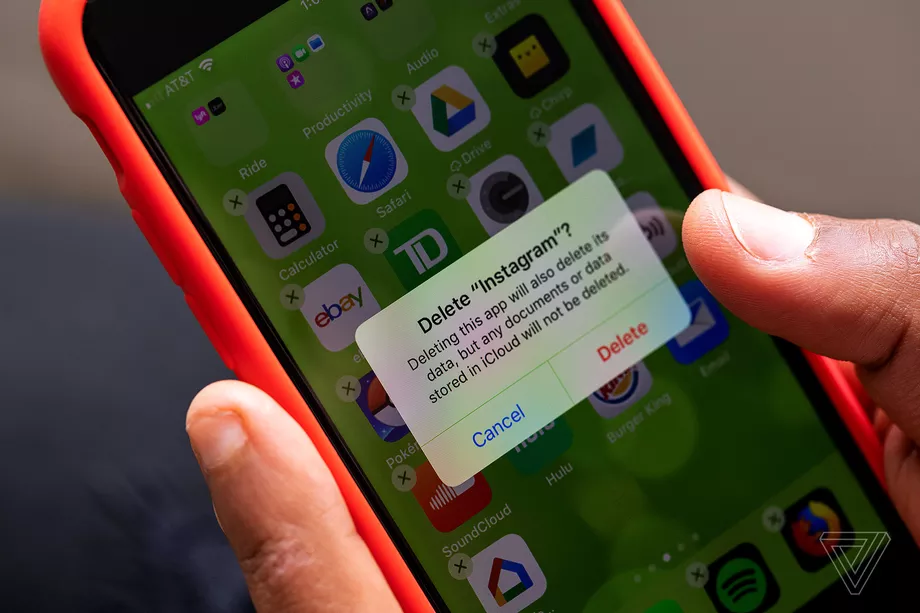 AT&T
Extras
Audio
Productivity
Ride
Chirp
Drive
Safari
Calculator
TD
ebay
Delete “Instagram”?
Deleting this app will also delete its
data, but any documents or data
stored in iCloud will not be deleted.
Cancel
Delete
Email
Burger King
Hulu
SoundCloud